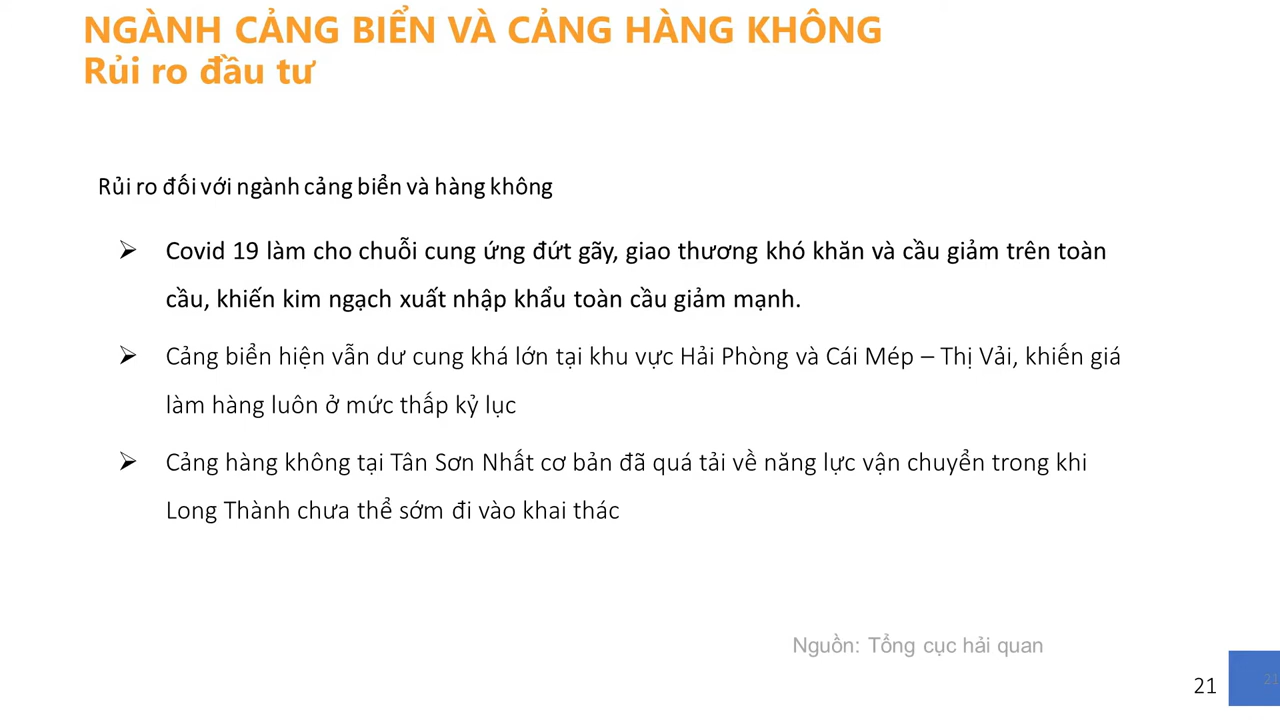 NGÀNH CẢNG BIỂN VÀ CẢNG HÀNG KHÔNG
Rủi ro đầu tư
Rủi ro đối với ngành cảng biển và hàng không
➢ Covid 19 làm cho chuỗi cung ứng đứt gãy, giao thương khó khăn và cầu giảm trên toàn
cầu, khiến kim ngạch xuất nhập khẩu toàn cầu giảm mạnh.
➢ Cảng biển hiện vẫn dư cung khá lớn tại khu vực Hải Phòng và Cái Mép – Thị Vải, khiến giá
làm hàng luôn ở mức thấp kỷ lục
➢ Cảng hàng không tại Tân Sơn Nhất cơ bản đã quá tải về năng lực vận chuyển trong khi
Long Thành chưa thể sớm đi vào khai thác
Nguồn: Tổng cục hải quan
21
21